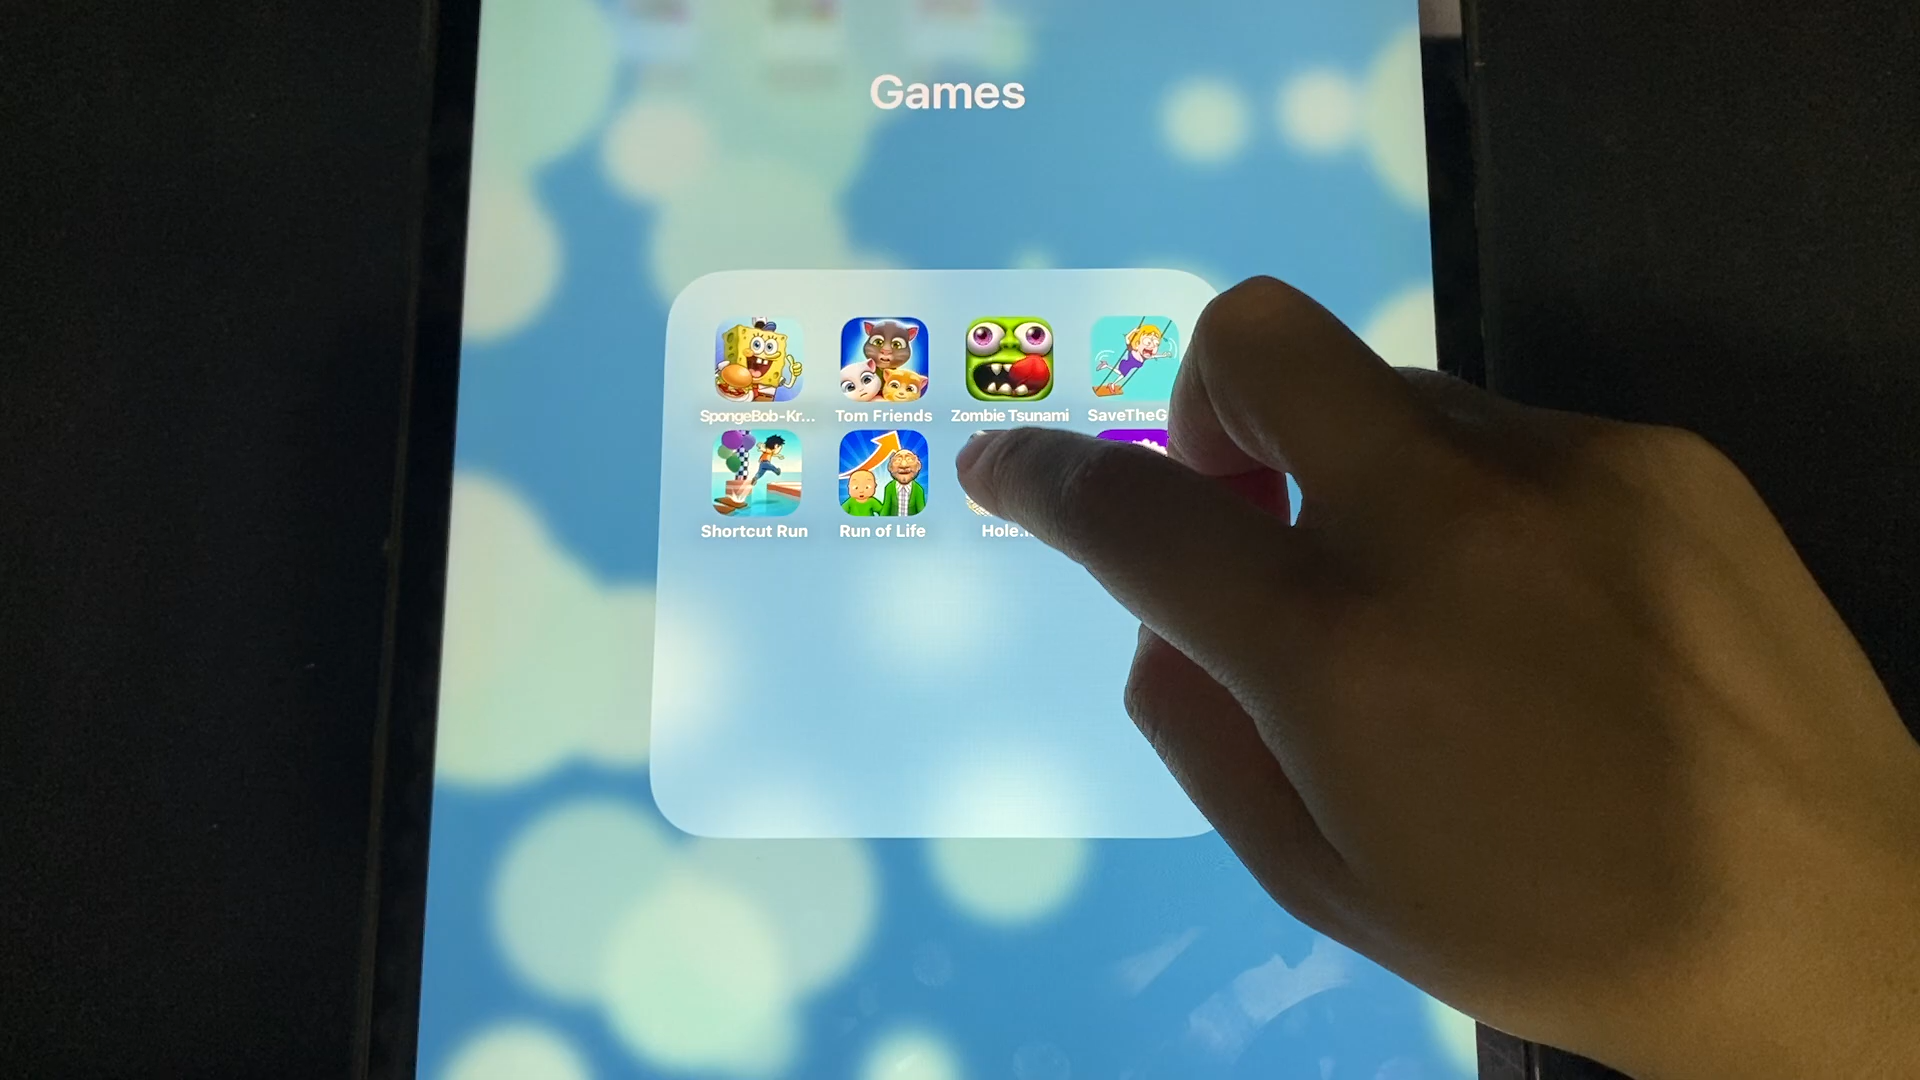 Games
SpongeBob-Kr... Tom Friends Zombie Tsunami SaveTheG
Shortcut Run Run of Life Hole.